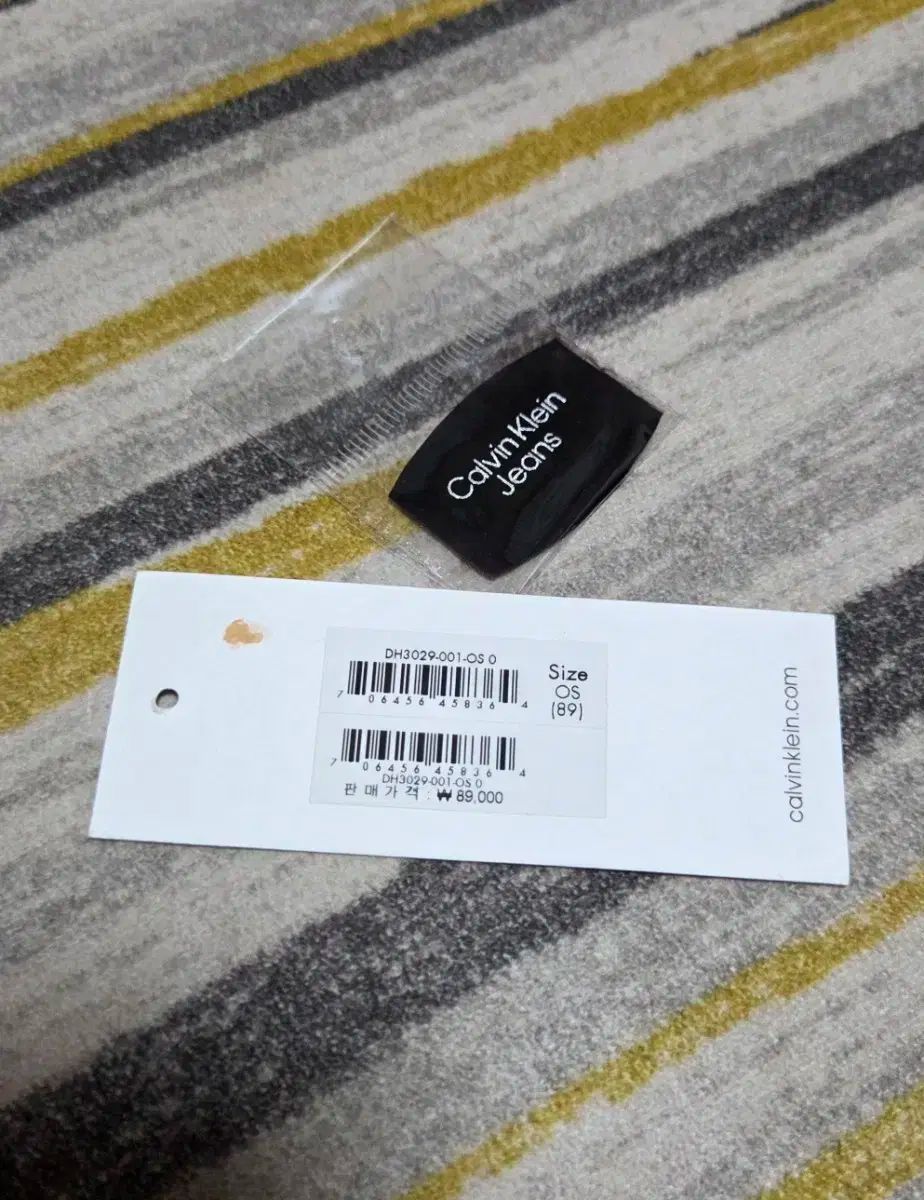 Calvin Klein
Jeans
DH3029-001-OS 0
7 06456 45836 4
Size
OS
(89)
7 06456 45836 4
DH3029-001-OS 0
판매가격 : ₩ 89,000
calvinklein.com